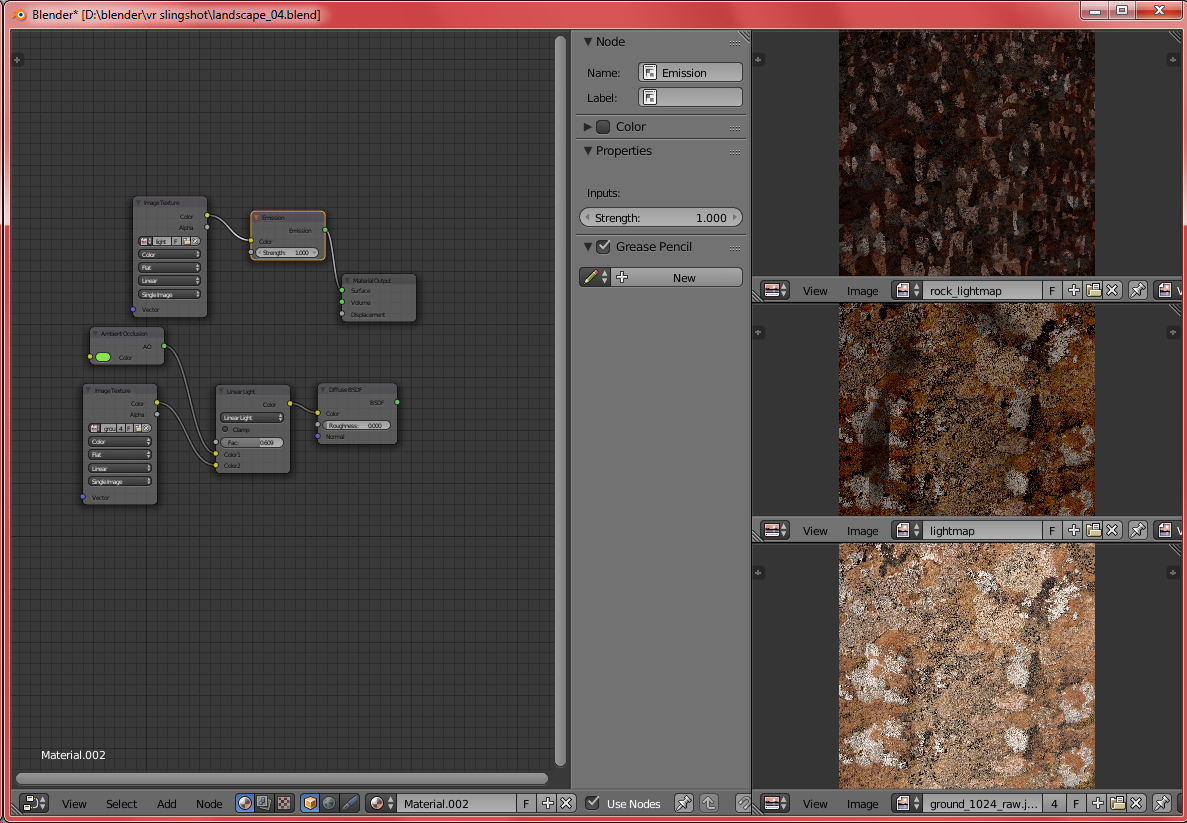 Blender* [D:\blender\vr slingshot\landscape_04.blend]
Image Texture
Color
Alpha
light
F
Color
Flat
Linear
Single Image
Vector
Emission
Emission
Color
Strength: 1.000
Material Output
Surface
Volume
Displacement
Ambient Occlusion
AO
Color
Image Texture
Color
Alpha
grou 4 F
Color
Flat
Linear
Single Image
Vector
Linear Light
Color
Linear Light
Clamp
Fac: 0.609
Color1
Color2
Diffuse BSDF
BSDF
Color
Roughness: 0.000
Normal
Material.002
View Select Add Node Material.002 F Use Nodes
Node
Name: Emission
Label:
Color
Properties
Inputs:
Strength: 1.000
Grease Pencil
New
View Image rock_lightmap F V
View Image lightmap F V
View Image ground_1024_raw.j... 4 F